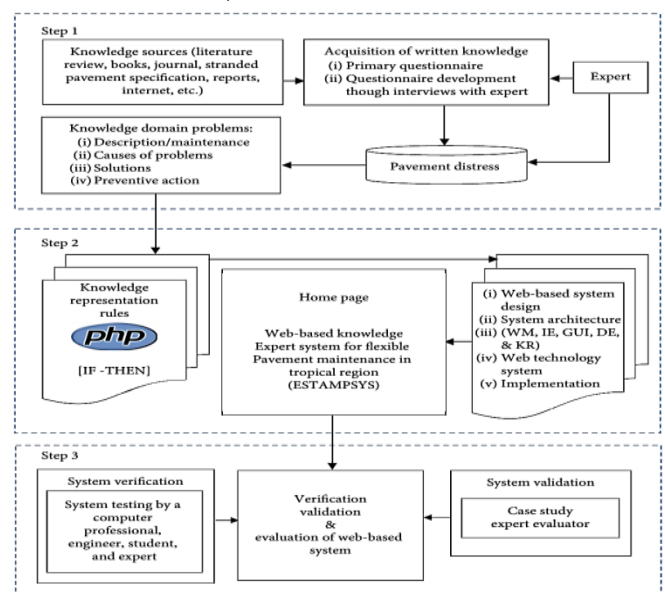 Step 1
Knowledge sources (literature
review, books, journal, stranded
pavement specification, reports,
internet, etc.)
Acquisition of written knowledge
(i) Primary questionnaire
(ii) Questionnaire development
though interviews with expert
Expert
Knowledge domain problems:
(i) Description/maintenance
(ii) Causes of problems
(iii) Solutions
(iv) Preventive action
Pavement distress
Step 2
Knowledge
representation
rules
php
[IF -THEN]
Home page
Web-based knowledge
Expert system for flexible
Pavement maintenance in
tropical region
(ESTAMPSYS)
(i) Web-based system
design
(ii) System architecture
(iii) (WM, IE, GUI, DE,
& KR)
(iv) Web technology
system
(v) Implementation
Step 3
System verification
System testing by a
computer
professional,
engineer, student,
and expert
Verification
validation
&
evaluation of web-based
system
System validation
Case study
expert evaluator